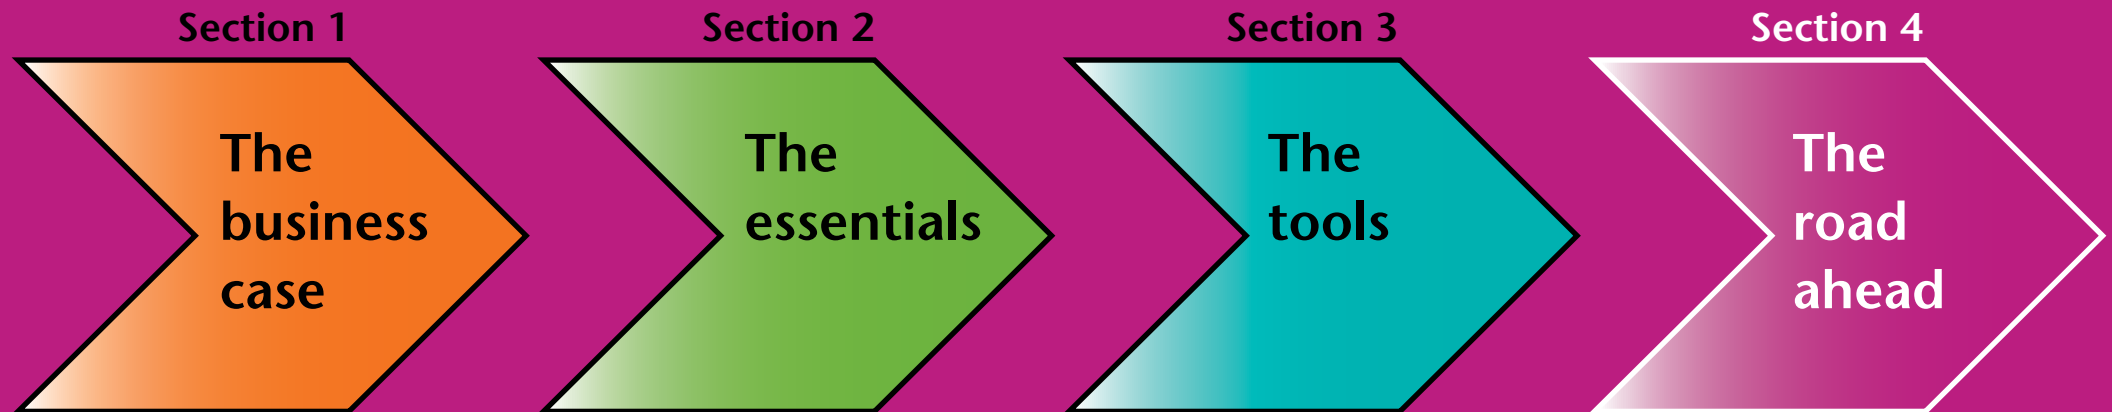 Section 1
The
business
case
Section 2
The
essentials
Section 3
The
tools
Section 4
The
road
ahead